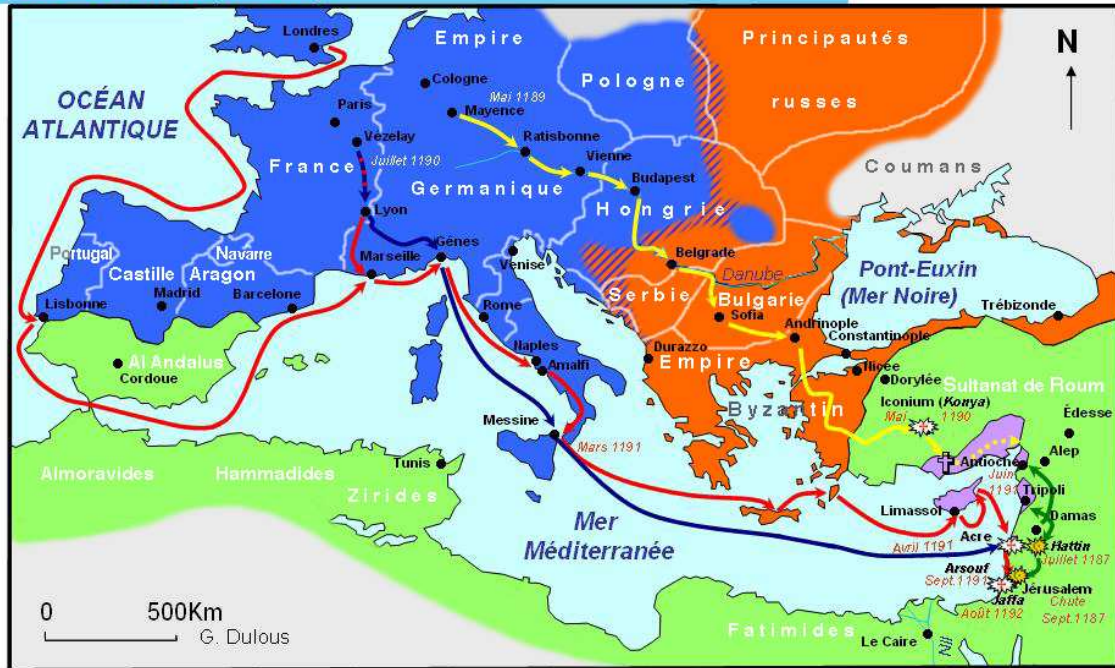 Londres
Empire
Principautés
N
Cologne
Pologne
OCÉAN
ATLANTIQUE
Mai 1189
Mayence
russes
Paris
Vézelay
Ratisbonne
Juillet 1190
Vienne
France
Coumans
Germanique
Budapest
Lyon
Hongrie
Portugal
Navarre
Gênes
Marseille
Venise
Belgrade
Castille
Aragon
Danube
Pont-Euxin
(Mer Noire)
Madrid
Barcelone
Rome
Serbie
Bulgarie
Sofia
Trébizonde
Lisbonne
Andrinople
Constantinople
Al Andalus
Cordoue
Naples
Amalfi
Durazzo
Empire
Nicée
Dorylée
Sultanat de Roum
Byzantin
Iconium (Konya)
Mai 1190
Édesse
Messine
Mars 1191
Antioche
Alep
Almoravides
Hammadides
Tunis
Zirides
Juin
1191
Tripoli
Limassol
Damas
Mer
Méditerranée
Avril 1191
Acre
Hattin
Juillet 1187
Arsouf
Sept.1191
Jérusalem
Jaffa
Août 1192
Chute
Sept.1187
0 500Km
G. Dulous
Fatimides
Le Caire
Nil